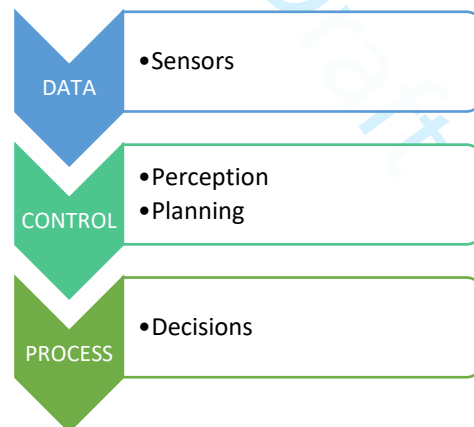 DATA
•Sensors
CONTROL
•Perception
•Planning
PROCESS
•Decisions